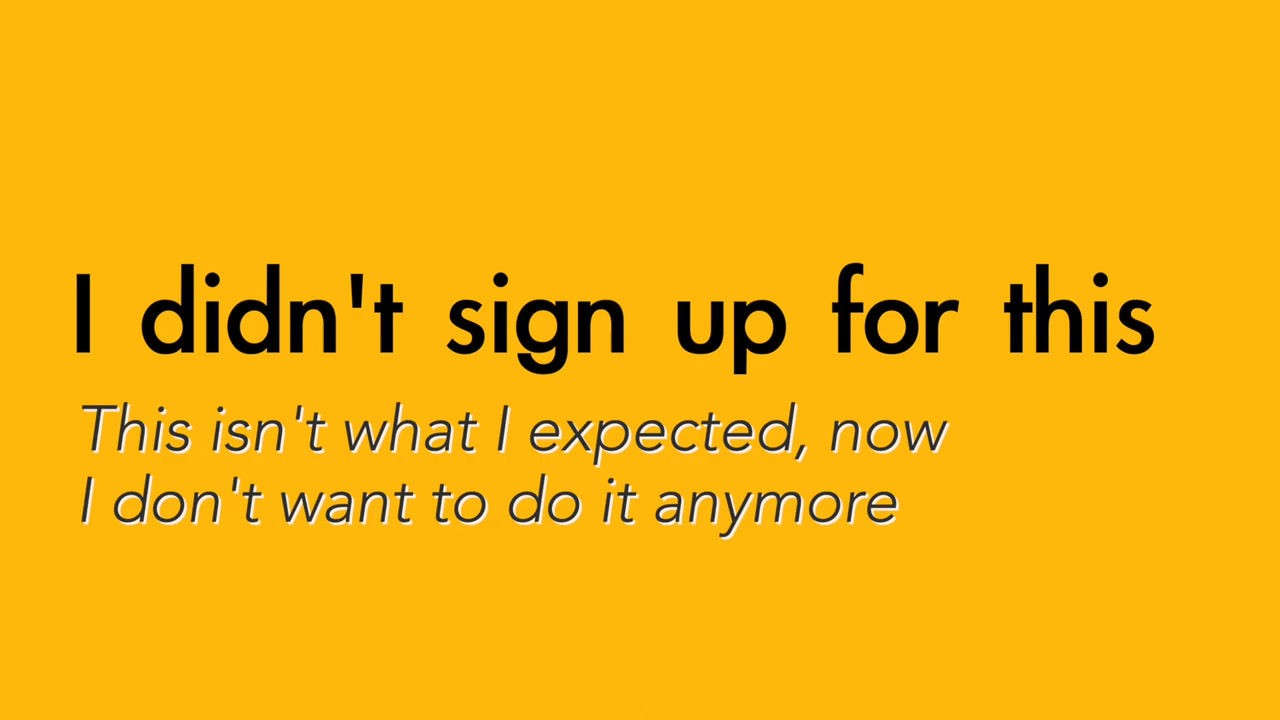 I didn't sign up for this
This isn't what I expected, now
I don't want to do it anymore